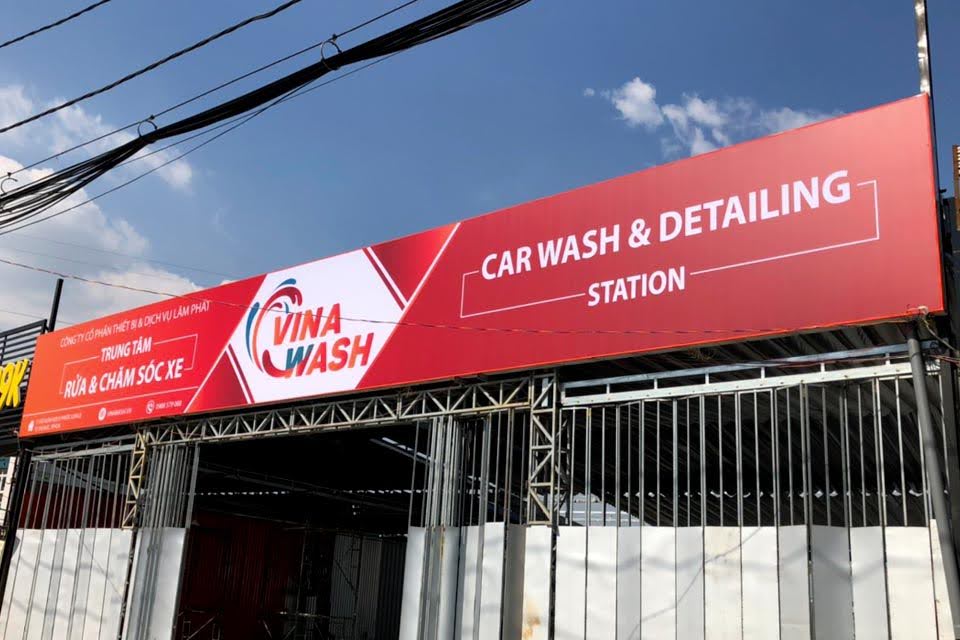 CÔNG TY CỔ PHẦN THIẾT BỊ & DỊCH VỤ LÂM PHÁT
TRUNG TÂM
RỬA & CHĂM SÓC XE
VINA
WASH
CAR WASH & DETAILING
STATION
9K